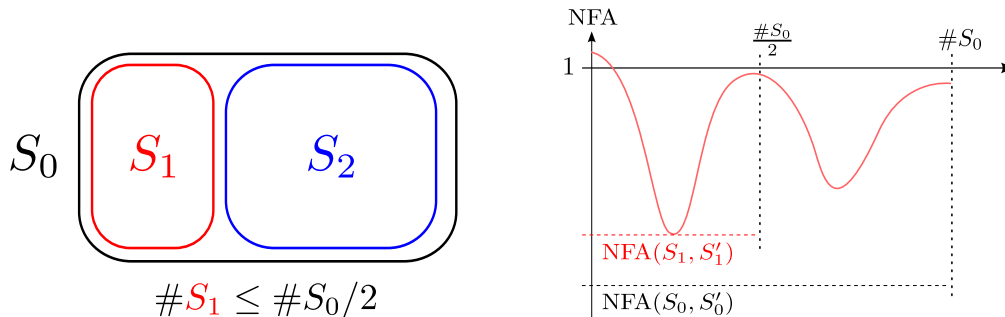 S₀
S₁
S₂
#S₁ ≤ #S₀/2
NFA
#S₀/2
#S₀
1
NFA(S₁, S₁′)
NFA(S₀, S₀′)